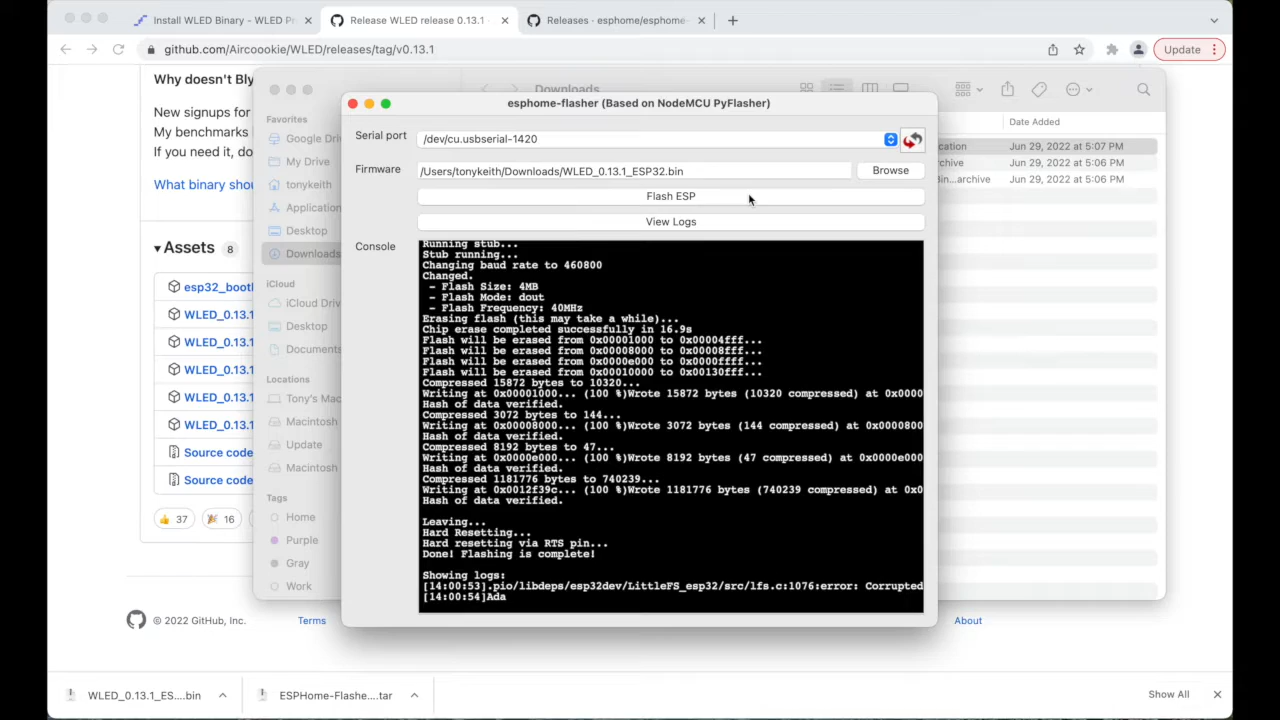 Install WLED Binary - WLED Pr
Release WLED release 0.13.1
Releases · esphome/esphome-
github.com/Aircoookie/WLED/releases/tag/v0.13.1
Update
Why doesn't Bly
New signups for
My benchmarks
If you need it, do
What binary shou
Assets 8
esp32_bootl
WLED_0.13.1
WLED_0.13.1
WLED_0.13.1
WLED_0.13.1
WLED_0.13.1
Source code
Source code
37
16
© 2022 GitHub, Inc.
Terms
About
Downloads
Favorites
Google Driv
My Drive
tonykeith
Application
Desktop
Downloads
iCloud
iCloud Driv
Desktop
Documents
Locations
Tony's Mac
Macintosh
Update
Macintosh
Tags
Home
Purple
Gray
Work
Date Added
cation
Jun 29, 2022 at 5:07 PM
rchive
Jun 29, 2022 at 5:06 PM
Bin...archive
Jun 29, 2022 at 5:06 PM
esphome-flasher (Based on NodeMCU PyFlasher)
Serial port
/dev/cu.usbserial-1420
Firmware
/Users/tonykeith/Downloads/WLED_0.13.1_ESP32.bin
Browse
Flash ESP
View Logs
Console
Running stub...
Stub running...
Changing baud rate to 460800
Changed.
- Flash Size: 4MB
- Flash Mode: dout
- Flash Frequency: 40MHz
Erasing flash (this may take a while)...
Chip erase completed successfully in 16.9s
Flash will be erased from 0x00001000 to 0x00004fff...
Flash will be erased from 0x00008000 to 0x00008fff...
Flash will be erased from 0x0000e000 to 0x0000ffff...
Flash will be erased from 0x00010000 to 0x00130fff...
Compressed 15872 bytes to 10320...
Writing at 0x00001000... (100 %)Wrote 15872 bytes (10320 compressed) at 0x0000
Hash of data verified.
Compressed 3072 bytes to 144...
Writing at 0x00008000... (100 %)Wrote 3072 bytes (144 compressed) at 0x0000800
Hash of data verified.
Compressed 8192 bytes to 47...
Writing at 0x0000e000... (100 %)Wrote 8192 bytes (47 compressed) at 0x0000e000
Hash of data verified.
Compressed 1181776 bytes to 740239...
Writing at 0x0012f39c... (100 %)Wrote 1181776 bytes (740239 compressed) at 0x0
Hash of data verified.
Leaving...
Hard Resetting...
Hard resetting via RTS pin...
Done! Flashing is complete!
Showing logs:
[14:00:53].pio/libdeps/esp32dev/LittleFS_esp32/src/lfs.c:1076:error: Corrupted
[14:00:54]Ada
WLED_0.13.1_ES....bin
ESPHome-Flashe....tar
Show All